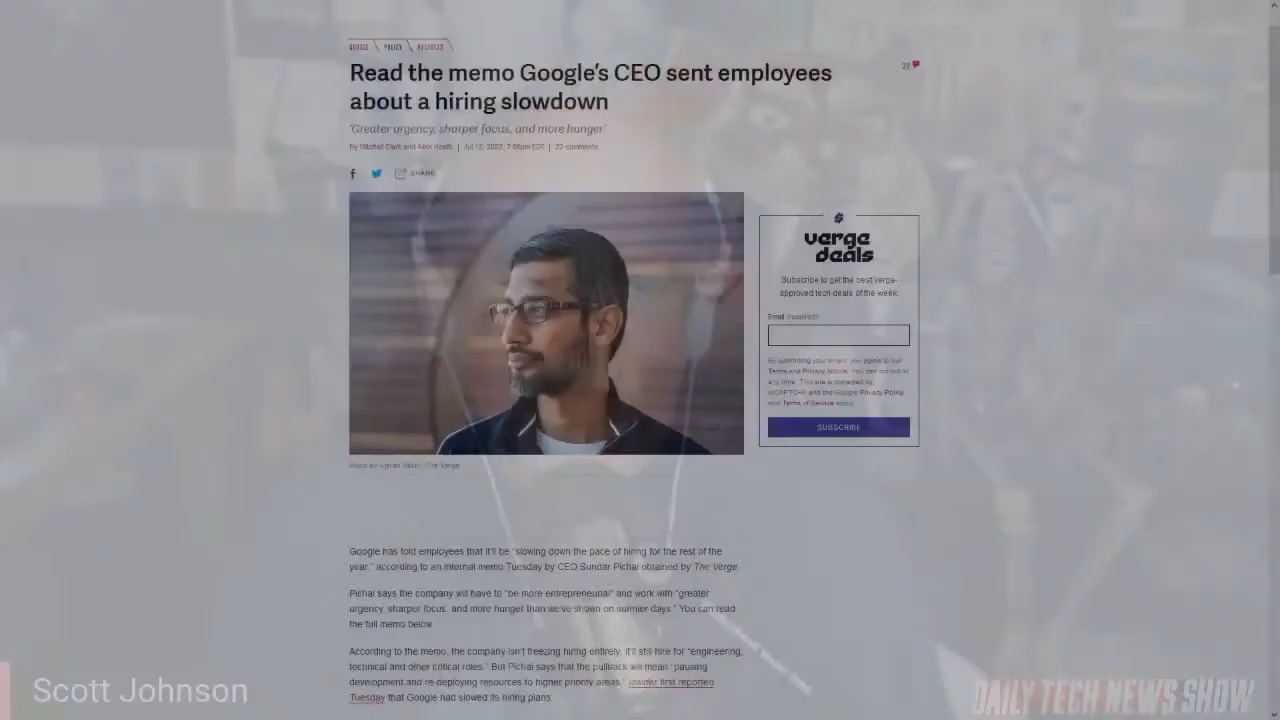 GOOGLE POLICY BUSINESS
Read the memo Google's CEO sent employees
about a hiring slowdown
22
'Greater urgency, sharper focus, and more hunger'
By Mitchell Clark and Alex Heath | Jul 12, 2022, 7:06pm EDT | 22 comments
SHARE
verge
deals
Subscribe to get the best Verge-
approved tech deals of the week.
Email (required)
By submitting your email, you agree to our
Terms and Privacy Notice. You can opt out at
any time. This site is protected by
reCAPTCHA and the Google Privacy Policy
and Terms of Service apply.
SUBSCRIBE
Photo by Vjeran Pavic / The Verge
Google has told employees that it'll be "slowing down the pace of hiring for the rest of the
year," according to an internal memo Tuesday by CEO Sundar Pichai obtained by The Verge.
Pichai says the company will have to "be more entrepreneurial" and work with "greater
urgency, sharper focus, and more hunger than we've shown on sunnier days." You can read
the full memo below.
According to the memo, the company isn't freezing hiring entirely. It'll still hire for "engineering,
technical and other critical roles." But Pichai says that the pullback will mean "pausing
development and re-deploying resources to higher priority areas." Insider first reported
Tuesday that Google had slowed its hiring plans.
Scott Johnson
DAILY TECH NEWS SHOW